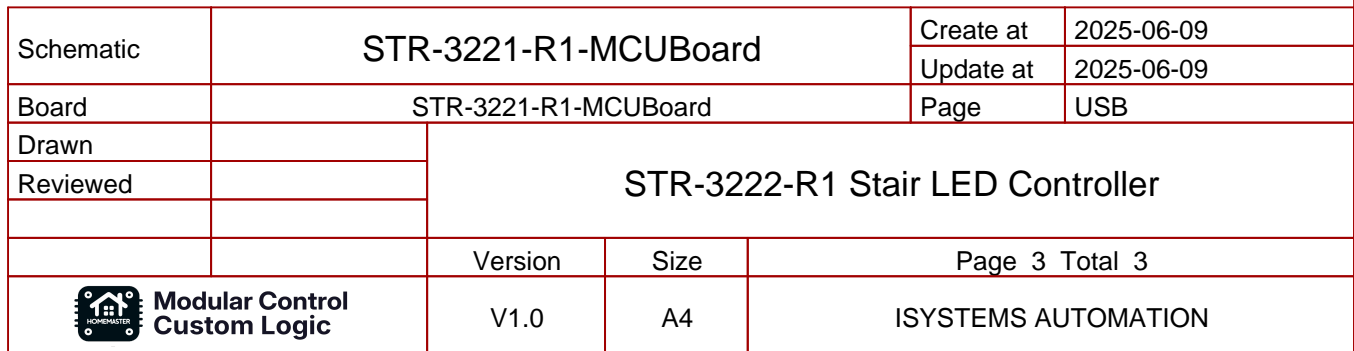 Schematic STR-3221-R1-MCUBoard Create at 2025-06-09
Update at 2025-06-09
Board STR-3221-R1-MCUBoard Page USB
Drawn
Reviewed
STR-3222-R1 Stair LED Controller
Version Size Page 3 Total 3
HOMEMASTER
Modular Control
Custom Logic
V1.0 A4 ISYSTEMS AUTOMATION